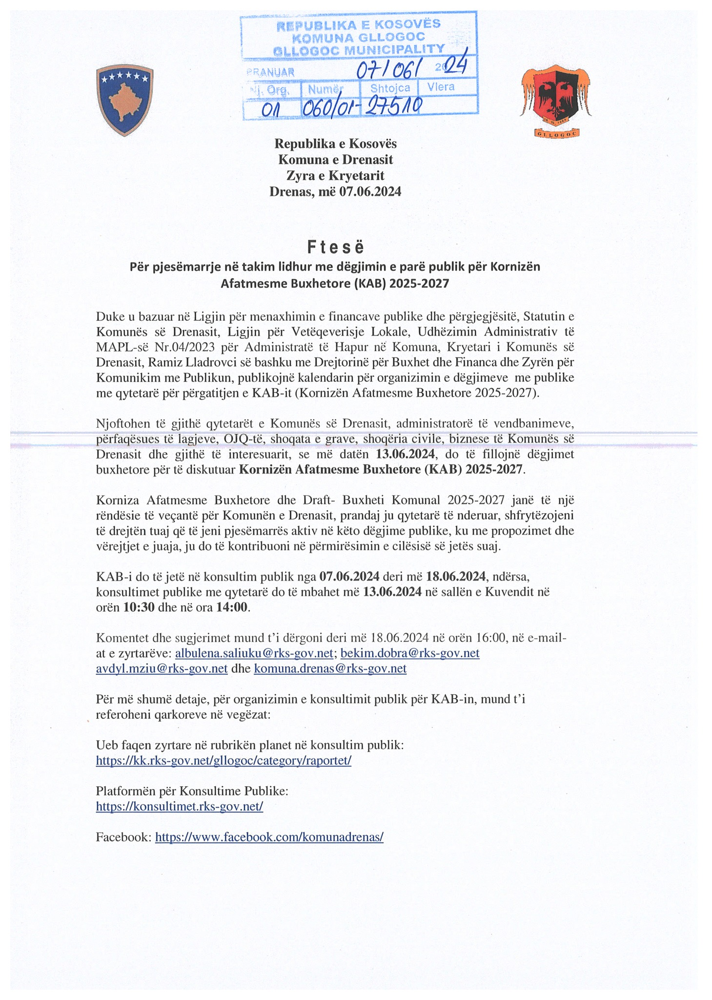 REPUBLIKA E KOSOVËS
KOMUNA GLLOGOC
GLLOGOC MUNICIPALITY
PRANUAR 07/06/ 2024
Nj. Org. Numër Shtojca Vlera
01 060/01- 27510
GLLOGOC
Republika e Kosovës
Komuna e Drenasit
Zyra e Kryetarit
Drenas, më 07.06.2024
Ftesë
Për pjesëmarrje në takim lidhur me dëgjimin e parë publik për Kornizën
Afatmesme Buxhetore (KAB) 2025-2027
Duke u bazuar në Ligjin për menaxhimin e financave publike dhe përgjegjësitë, Statutin e
Komunës së Drenasit, Ligjin për Vetëqeverisje Lokale, Udhëzimin Administrativ të
MAPL-së Nr.04/2023 për Administratë të Hapur në Komuna, Kryetari i Komunës së
Drenasit, Ramiz Lladrovci së bashku me Drejtorinë për Buxhet dhe Financa dhe Zyrën për
Komunikim me Publikun, publikojnë kalendarin për organizimin e dëgjimeve me publike
me qytetarë për përgatitjen e KAB-it (Kornizën Afatmesme Buxhetore 2025-2027).
Njoftohen të gjithë qytetarët e Komunës së Drenasit, administratorë të vendbanimeve,
përfaqësues të lagjeve, OJQ-të, shoqata e grave, shoqëria civile, biznese të Komunës së
Drenasit dhe gjithë të interesuarit, se më datën 13.06.2024, do të fillojnë dëgjimet
buxhetore për të diskutuar Kornizën Afatmesme Buxhetore (KAB) 2025-2027.
Korniza Afatmesme Buxhetore dhe Draft- Buxheti Komunal 2025-2027 janë të një
rëndësie të veçantë për Komunën e Drenasit, prandaj ju qytetarë të nderuar, shfrytëzojeni
të drejtën tuaj që të jeni pjesëmarrës aktiv në këto dëgjime publike, ku me propozimet dhe
vërejtjet e juaja, ju do të kontribuoni në përmirësimin e cilësisë së jetës suaj.
KAB-i do të jetë në konsultim publik nga 07.06.2024 deri më 18.06.2024, ndërsa,
konsultimet publike me qytetarë do të mbahet më 13.06.2024 në sallën e Kuvendit në
orën 10:30 dhe në ora 14:00.
Komentet dhe sugjerimet mund t’i dërgoni deri më 18.06.2024 në orën 16:00, në e-mail-
at e zyrtarëve: albulena.saliuku@rks-gov.net; bekim.dobra@rks-gov.net
avdyl.mziu@rks-gov.net dhe komuna.drenas@rks-gov.net
Për më shumë detaje, për organizimin e konsultimit publik për KAB-in, mund t’i
referoheni qarkoreve në vegëzat:
Ueb faqen zyrtare në rubrikën planet në konsultim publik:
https://kk.rks-gov.net/gllogoc/category/raportet/
Platformën për Konsultime Publike:
https://konsultimet.rks-gov.net/
Facebook: https://www.facebook.com/komunadrenas/